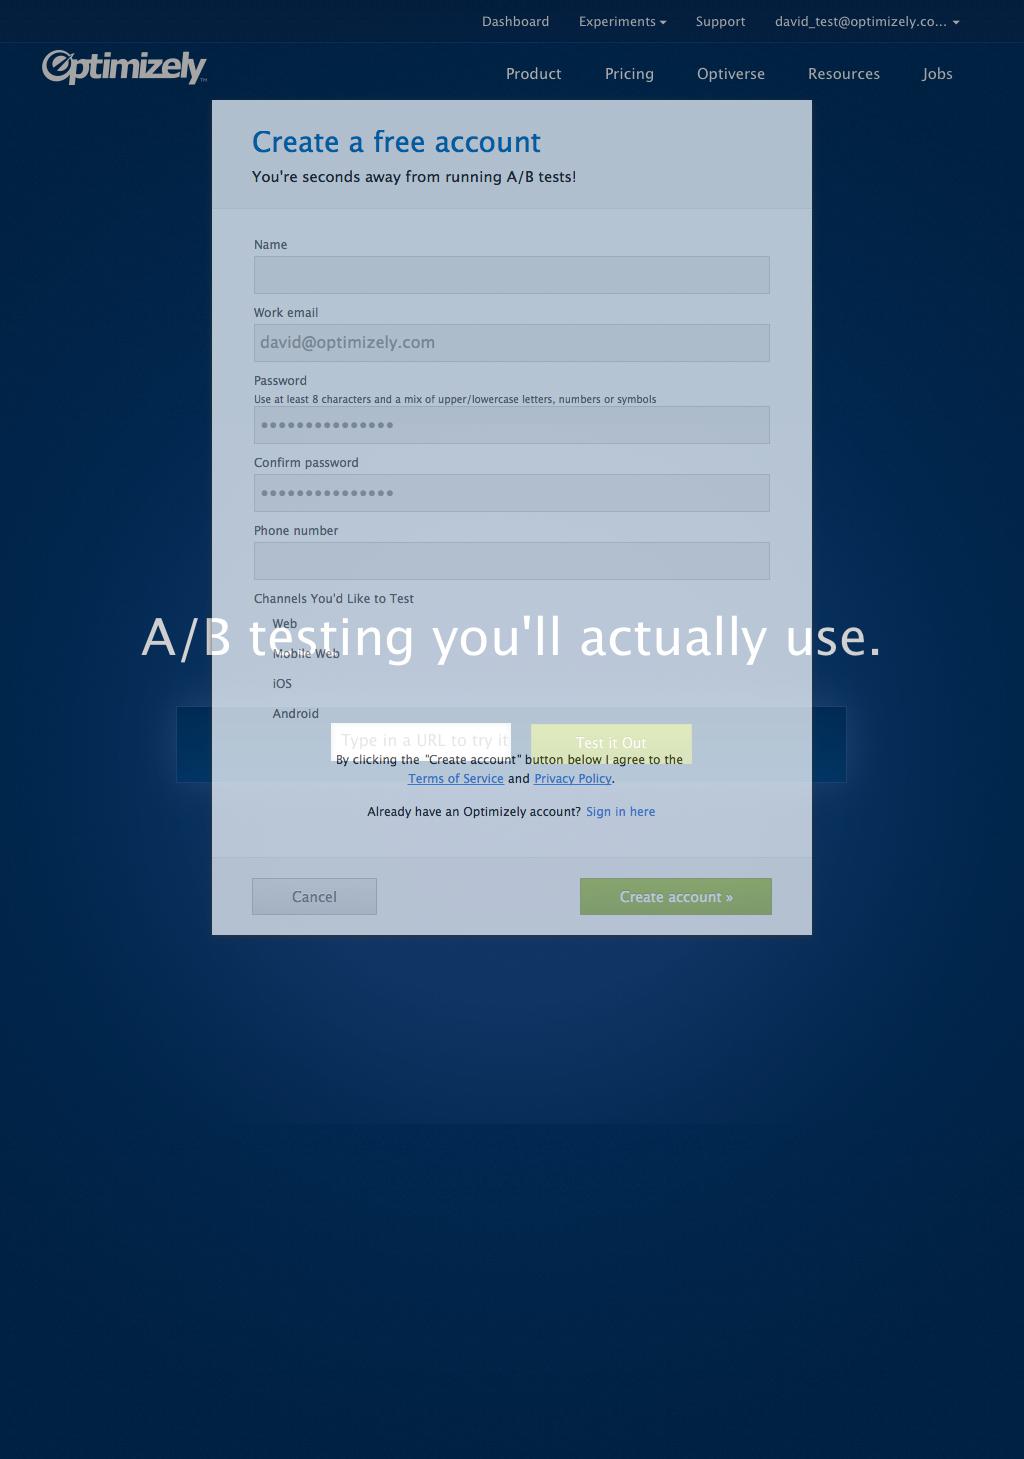 Dashboard Experiments Support david_test@optimizely.co...
Optimizely™ Product Pricing Optiverse Resources Jobs
Create a free account
You're seconds away from running A/B tests!
Name
Work email
david@optimizely.com
Password
Use at least 8 characters and a mix of upper/lowercase letters, numbers or symbols
●●●●●●●●●●●●●●●
Confirm password
●●●●●●●●●●●●●●●
Phone number
Channels You'd Like to Test
Web
A/B testing you'll actually use.
Mobile Web
iOS
Android
Type in a URL to try it Test it Out
By clicking the "Create account" button below I agree to the
Terms of Service and Privacy Policy.
Already have an Optimizely account? Sign in here
Cancel Create account »